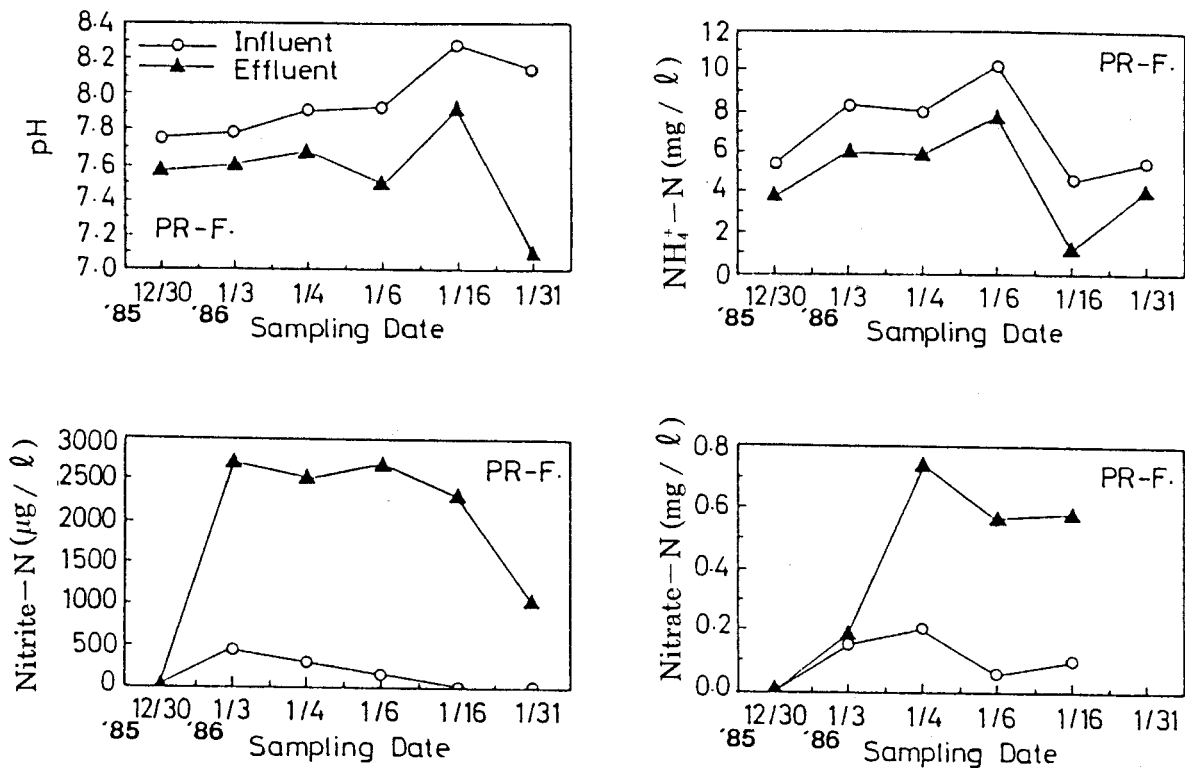 8.4
8.2
8.0
7.8
7.6
7.4
7.2
7.0
pH
Influent
Effluent
PR-F.
12/30 1/3 1/4 1/6 1/16 1/31
'85 '86
Sampling Date
12
10
8
6
4
2
0
NH₄⁺-N (mg / ℓ)
PR-F.
12/30 1/3 1/4 1/6 1/16 1/31
'85 '86
Sampling Date
3000
2500
2000
1500
1000
500
0
Nitrite-N (µg / ℓ)
PR-F.
12/30 1/3 1/4 1/6 1/16 1/31
'85 '86
Sampling Date
0.8
0.6
0.4
0.2
0.0
Nitrate-N (mg / ℓ)
PR-F.
12/30 1/3 1/4 1/6 1/16 1/31
'85 '86
Sampling Date